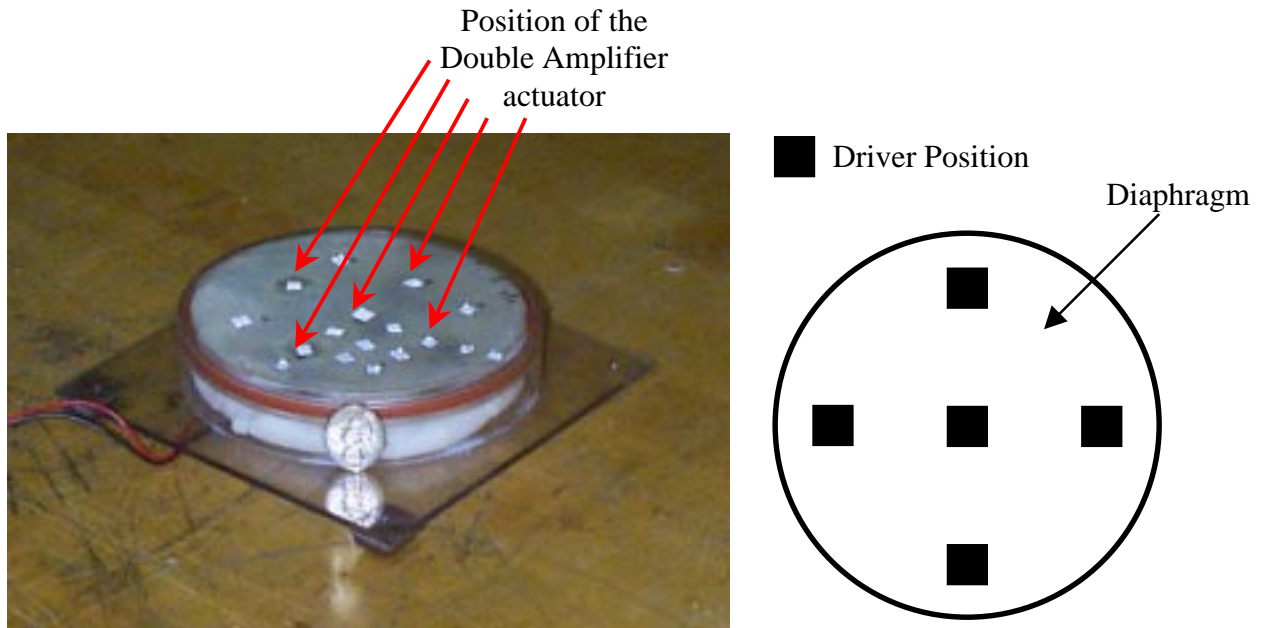 Position of the
Double Amplifier
actuator
Driver Position
Diaphragm